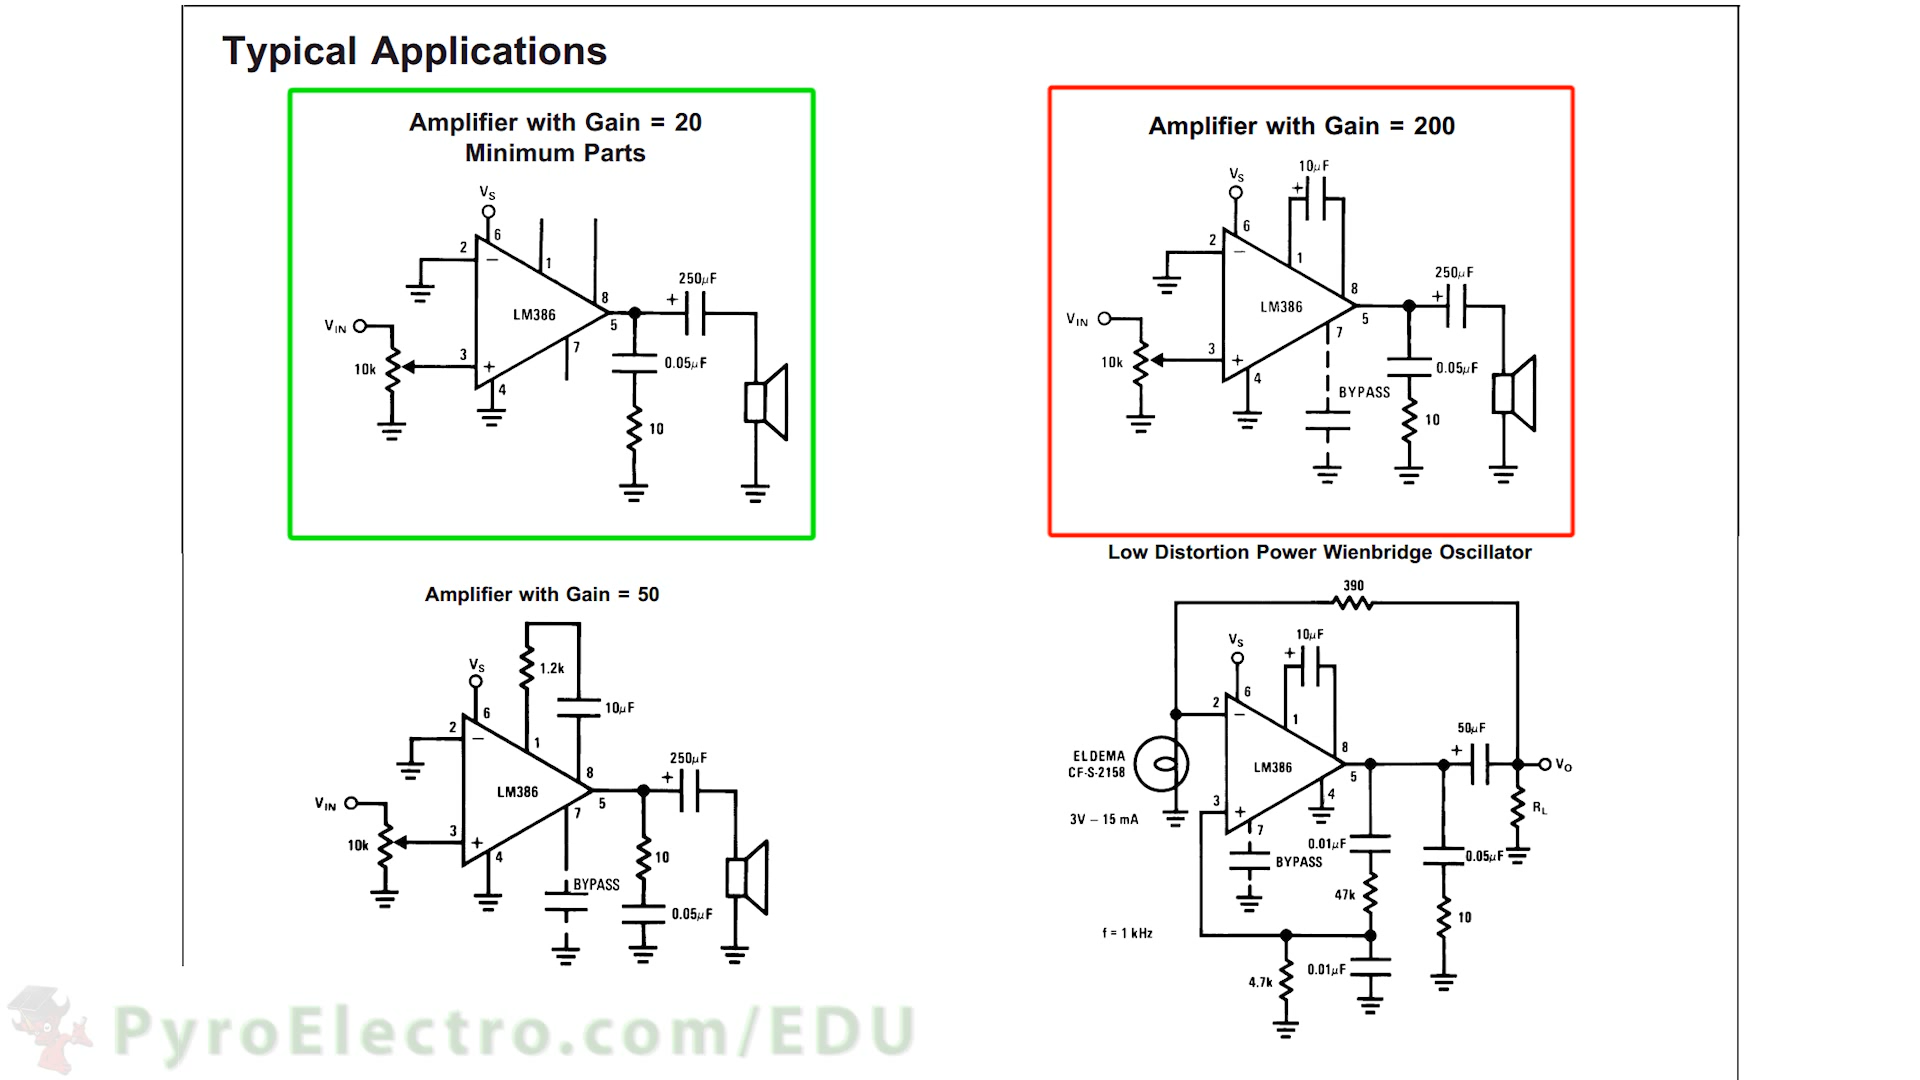 Typical Applications
Amplifier with Gain = 20
Minimum Parts
VS
6
2
−
1
LM386
8
5
250μF
+
VIN
10k
3
+
4
7
0.05μF
10
Amplifier with Gain = 200
10μF
+
VS
6
2
−
1
LM386
8
5
250μF
+
VIN
10k
3
+
4
7
BYPASS
0.05μF
10
Amplifier with Gain = 50
1.2k
10μF
VS
6
2
−
1
LM386
8
5
250μF
+
VIN
10k
3
+
4
7
BYPASS
10
0.05μF
Low Distortion Power Wienbridge Oscillator
390
10μF
+
VS
6
2
−
1
LM386
8
5
50μF
+
VO
RL
ELDEMA
CF-S-2158
3V – 15 mA
3
+
7
4
BYPASS
0.01μF
47k
0.05μF
10
f = 1 kHz
4.7k
0.01μF
PyroElectro.com/EDU